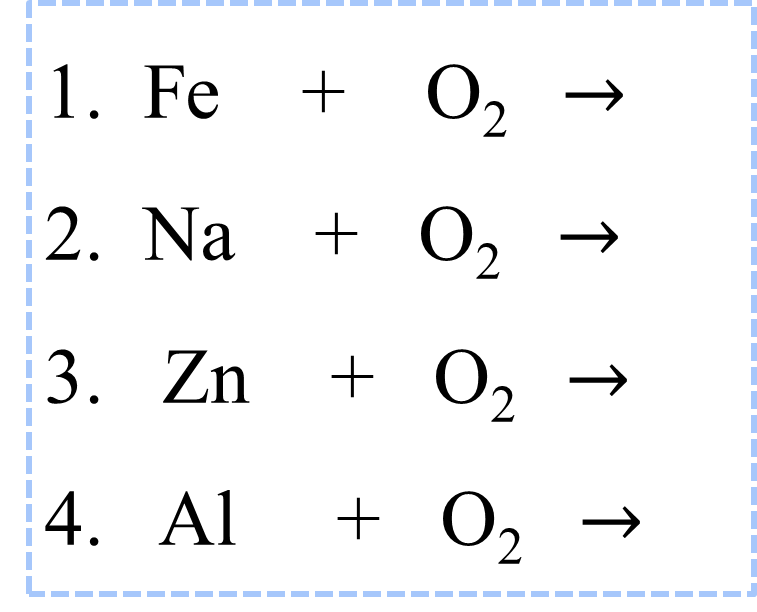 1. Fe + O₂ →
2. Na + O₂ →
3. Zn + O₂ →
4. Al + O₂ →